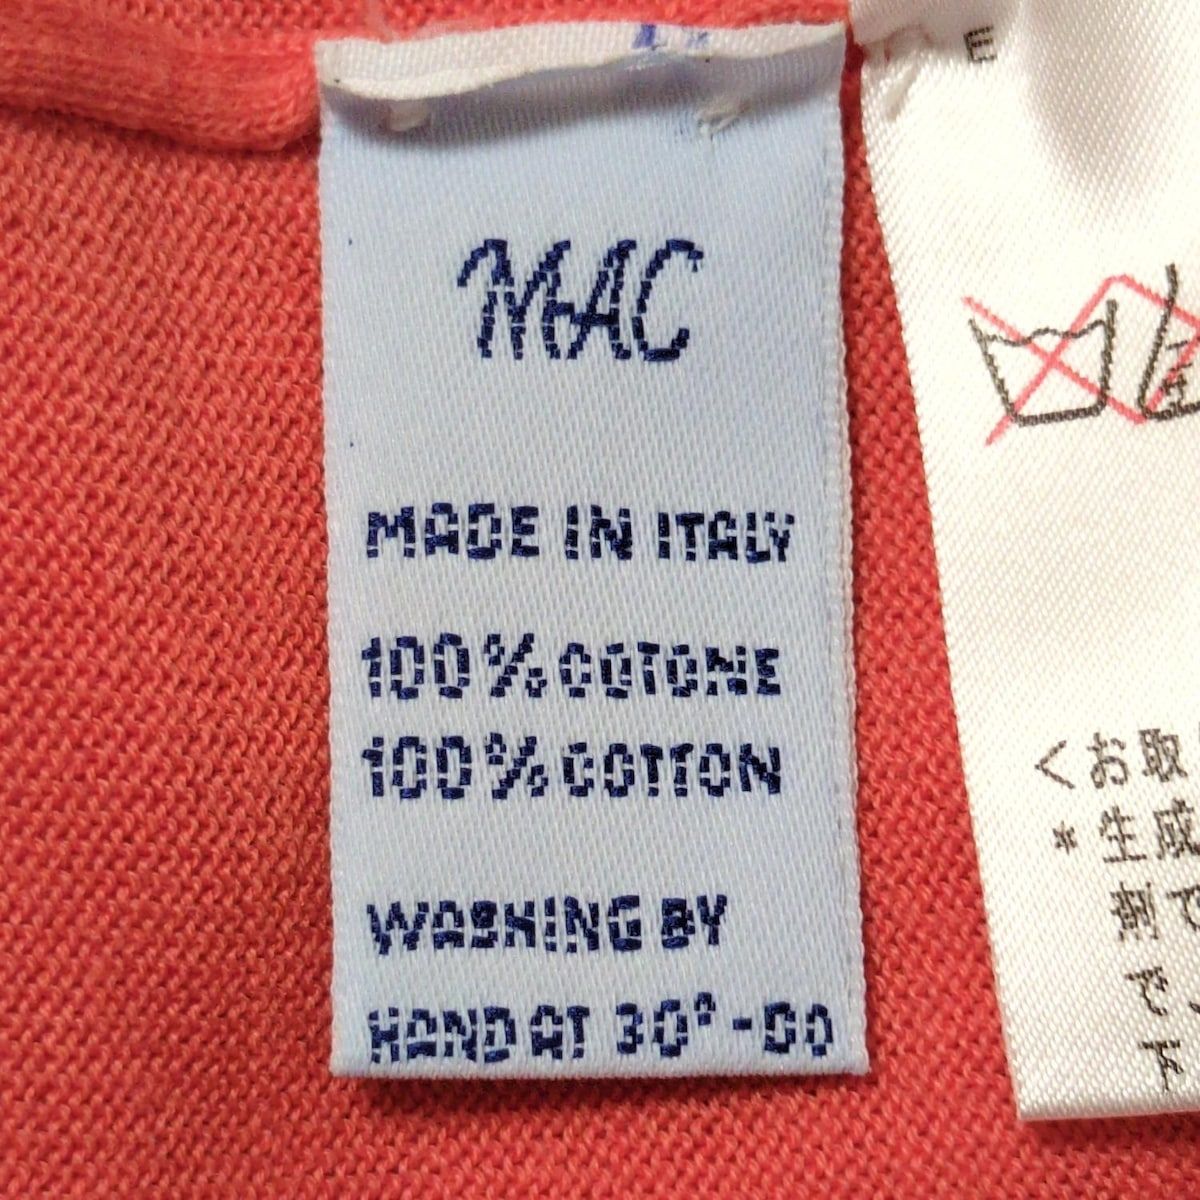 MAC
MADE IN ITALY
100% COTONE
100% COTTON
WASHING BY
HAND AT 30° - DO
E
<お取
*生成
剤で
で、
下